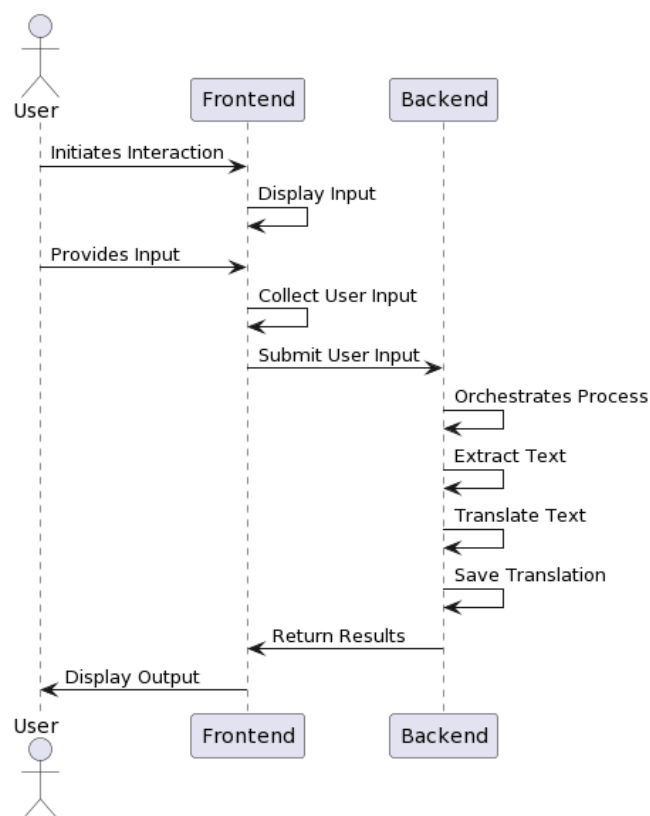 User
Frontend
Backend
Initiates Interaction
Display Input
Provides Input
Collect User Input
Submit User Input
Orchestrates Process
Extract Text
Translate Text
Save Translation
Return Results
Display Output
User
Frontend
Backend